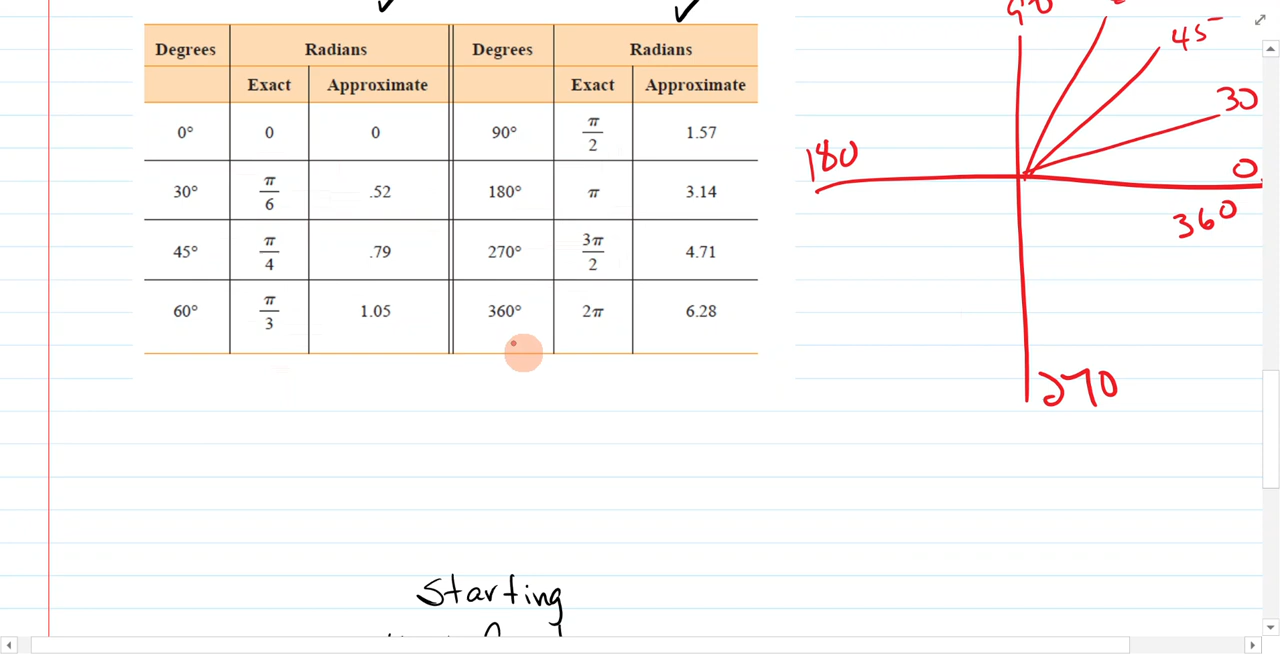 Degrees Radians Degrees Radians
Exact Approximate Exact Approximate
0° 0 0 90° π/2 1.57
30° π/6 .52 180° π 3.14
45° π/4 .79 270° 3π/2 4.71
60° π/3 1.05 360° 2π 6.28
90
45
30
180
0
360
270
Starting